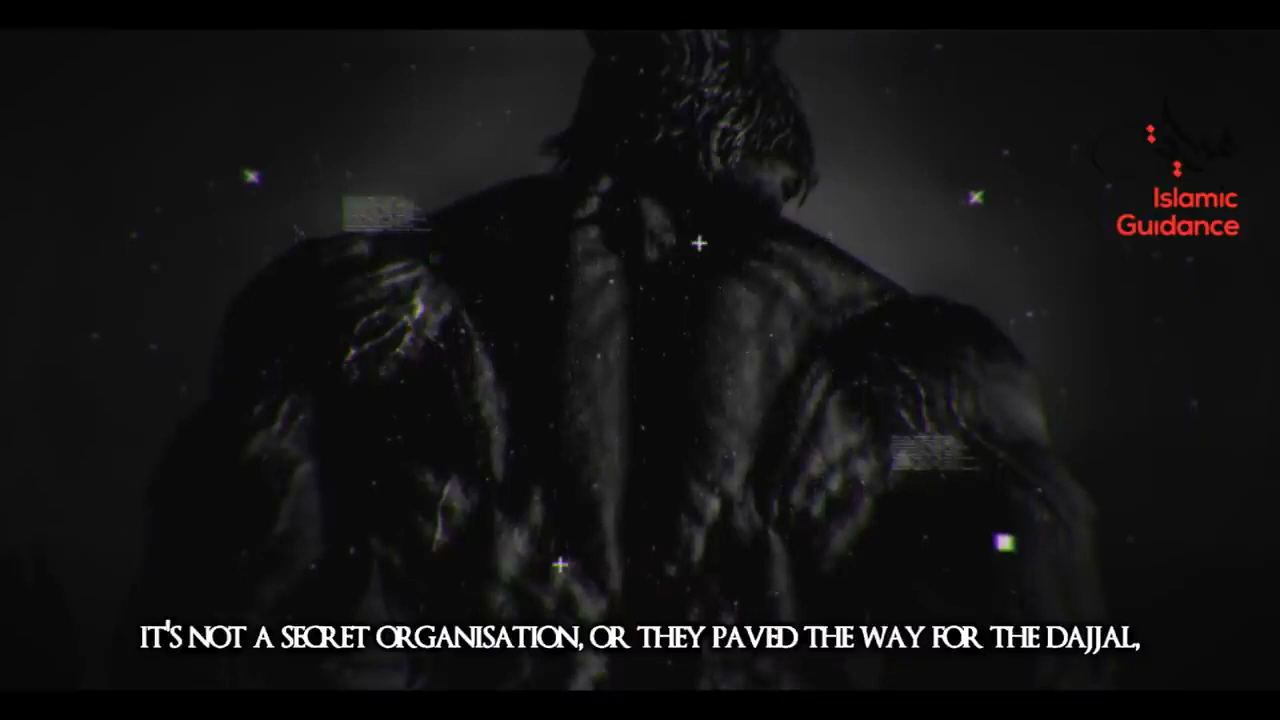 Islamic
Guidance
IT'S NOT A SECRET ORGANISATION, OR THEY PAVED THE WAY FOR THE DAJJAL,